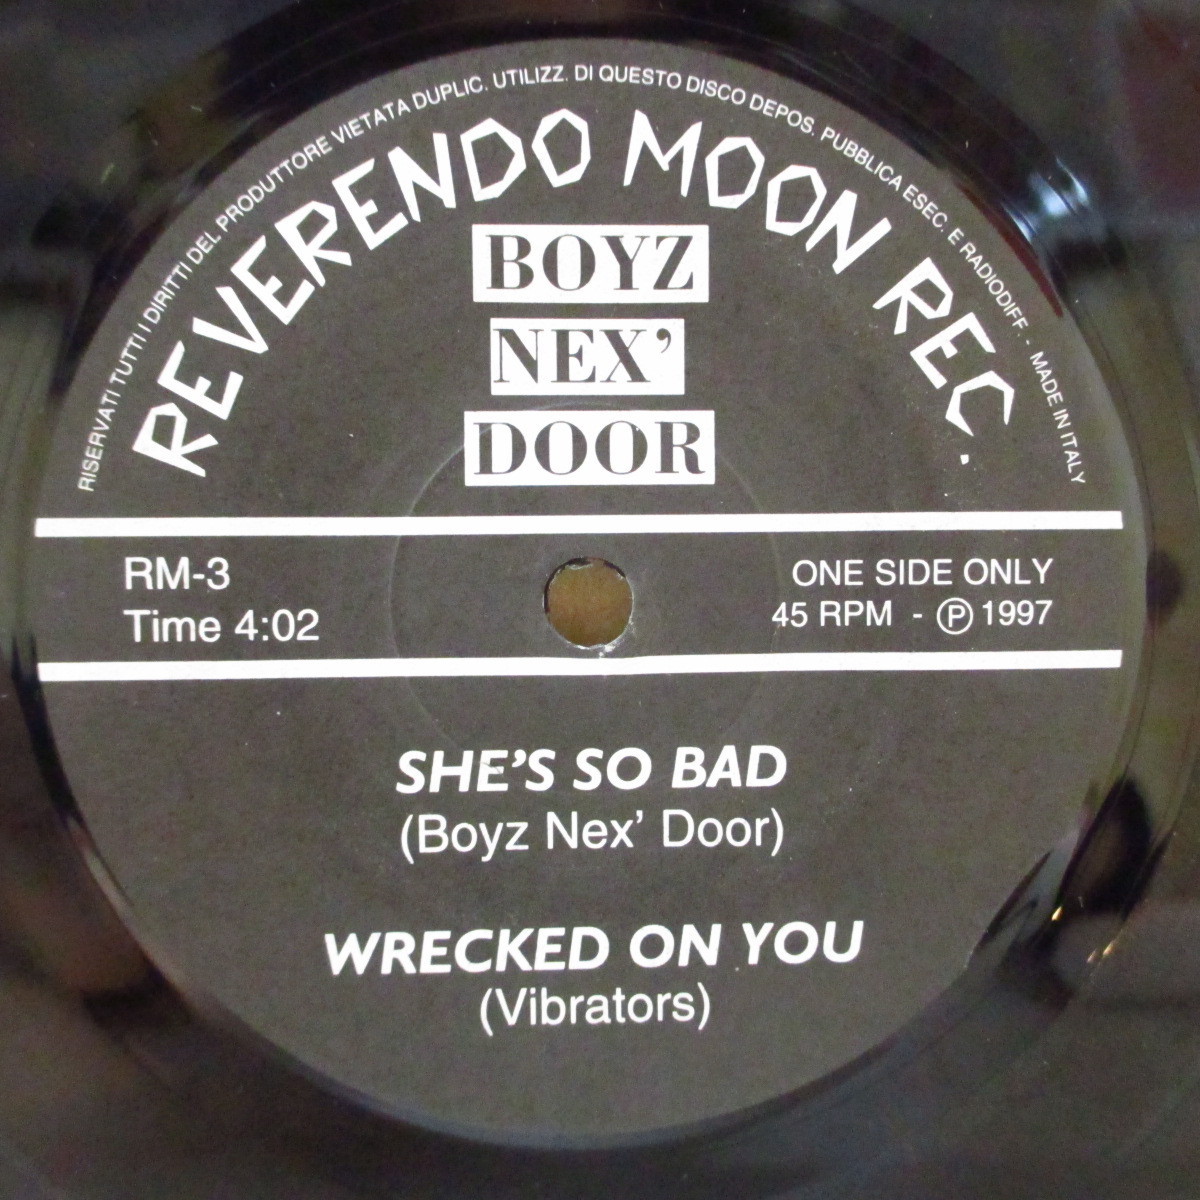 RISERVATI TUTTI I DIRITTI DEL PRODUTTORE VIETATA DUPLIC. UTILIZZ. DI QUESTO DISCO DEPOS. PUBBLICA ESEC. E RADIODIFF. - MADE IN ITALY
REVERENDO MOON REC.
BOYZ
NEX'
DOOR
RM-3
Time 4:02
ONE SIDE ONLY
45 RPM - ℗ 1997
SHE'S SO BAD
(Boyz Nex' Door)
WRECKED ON YOU
(Vibrators)